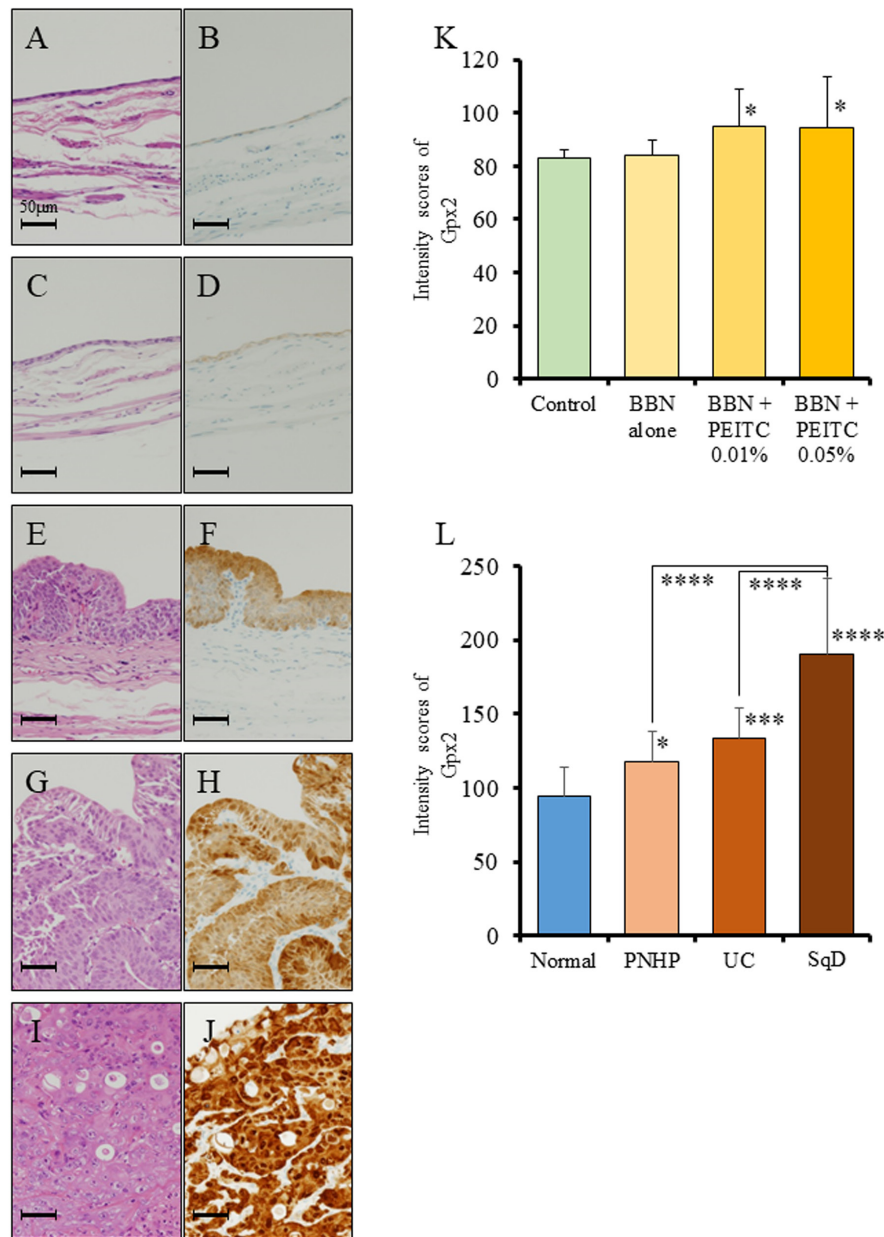 A
B
50μm
C
D
E
F
G
H
I
J
K
Intensity scores of
Gpx2
120
100
80
60
40
20
0
*
*
Control
BBN
alone
BBN +
PEITC
0.01%
BBN +
PEITC
0.05%
L
Intensity scores of
Gpx2
250
200
150
100
50
0
****
****
****
***
*
Normal
PNHP
UC
SqD